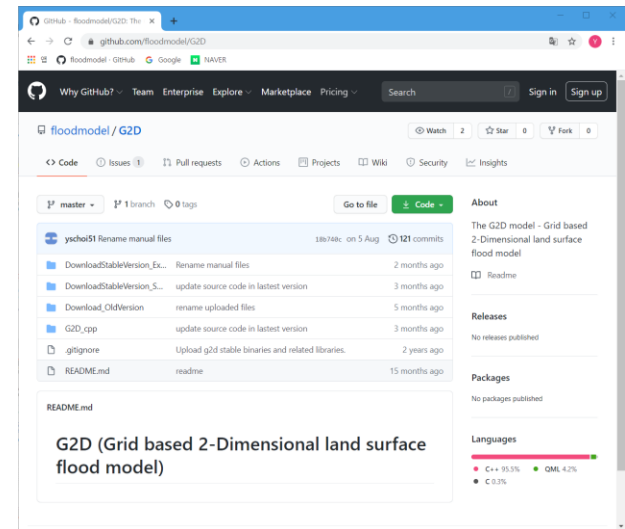 GitHub - floodmodel/G2D: The
github.com/floodmodel/G2D
앱 floodmodel - GitHub Google NAVER
Why GitHub? Team Enterprise Explore Marketplace Pricing Search / Sign in Sign up
floodmodel / G2D Watch 2 Star 0 Fork 0
Code Issues 1 Pull requests Actions Projects Wiki Security Insights
master 1 branch 0 tags Go to file Code
yschoi51 Rename manual files 18b740c on 5 Aug 121 commits
DownloadStableVersion_Ex... Rename manual files 2 months ago
DownloadStableVersion_S... update source code in lastest version 3 months ago
Download_OldVersion rename uploaded files 5 months ago
G2D_cpp update source code in lastest version 3 months ago
.gitignore Upload g2d stable binaries and related libraries. 2 years ago
README.md readme 15 months ago
README.md
G2D (Grid based 2-Dimensional land surface
flood model)
About
The G2D model - Grid based
2-Dimensional land surface
flood model
Readme
Releases
No releases published
Packages
No packages published
Languages
C++ 95.5% QML 4.2%
C 0.3%